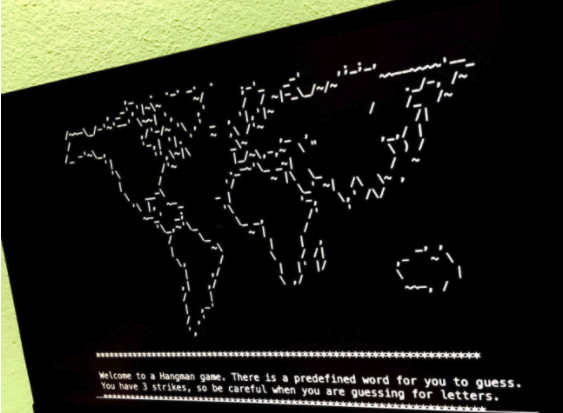 ************************************************************************
Welcome to a Hangman game. There is a predefined word for you to guess.
You have 3 strikes, so be careful when you are guessing for letters.
************************************************************************